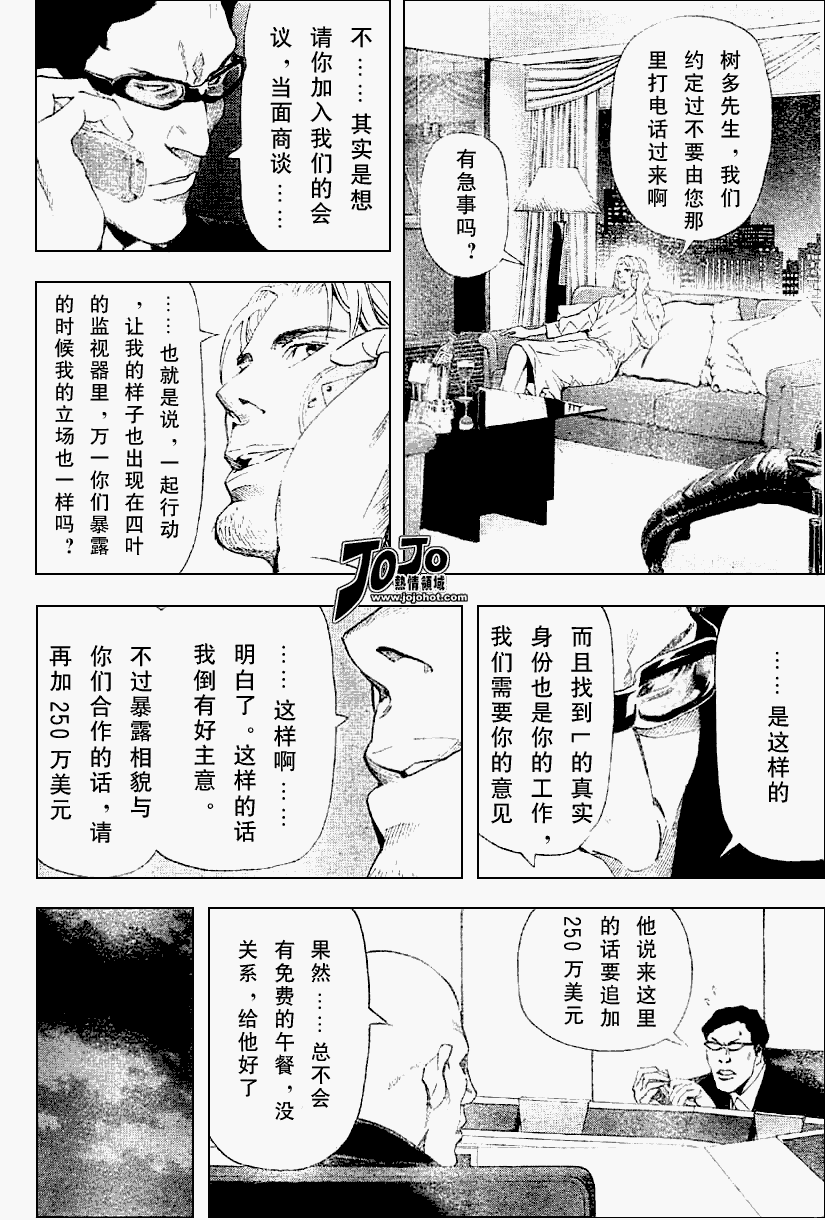 树多先生，我们
约定过不要由您那
里打电话过来啊
有急事吗？
不……其实是想
请你加入我们的会
议，当面商谈……
……也就是说，一起行动
，让我的样子也出现在四叶
的监视器里，万一你们暴露
的时候我的立场也一样吗？
JOJO
熱情領域
www.jojohot.com
……是这样的
而且找到L的真实
身份也是你的工作，
我们需要你的意见
……这样啊……
明白了。这样的话
我倒有好主意。
不过暴露相貌与
你们合作的话，请
再加250万美元
他说来这里
的话要追加
250万美元
果然……总不会
有免费的午餐，没
关系，给他好了